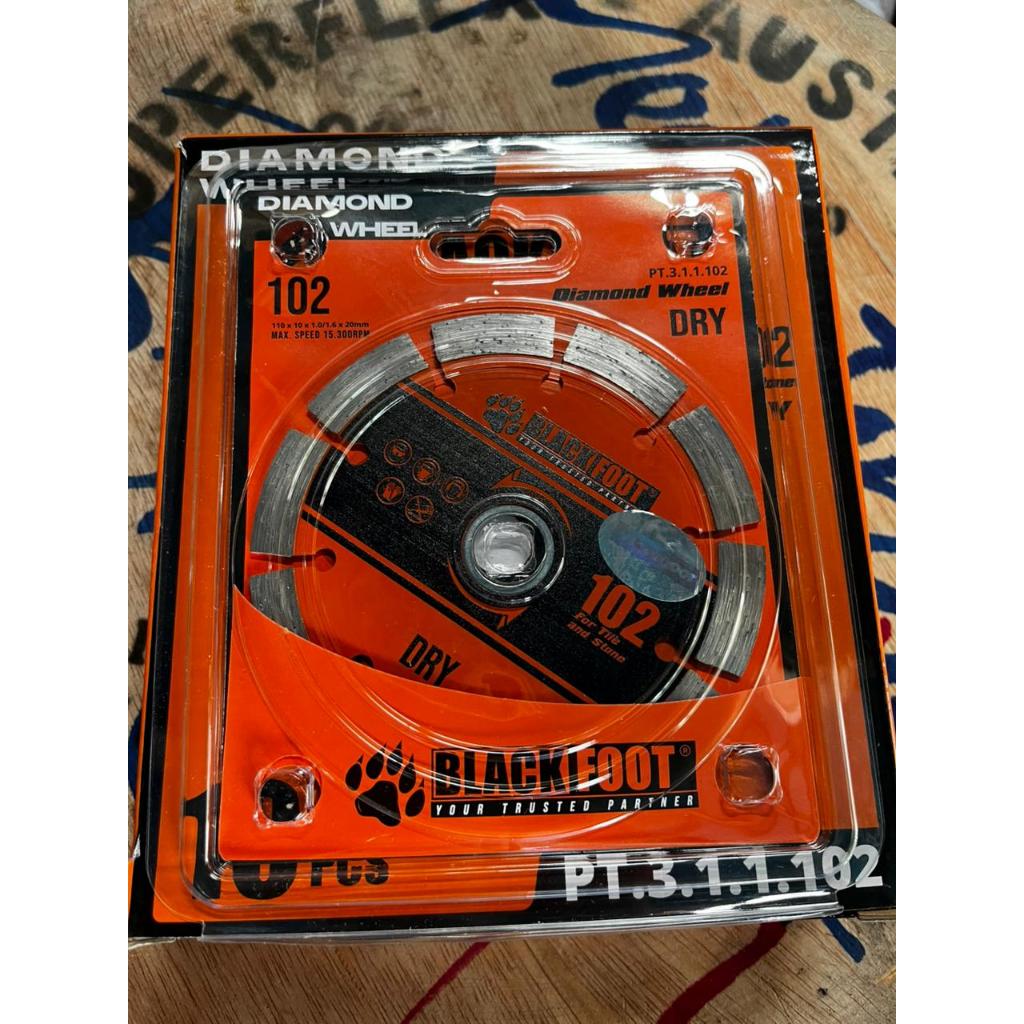 AUST
DIAMOND
WHEEL
DIAMOND
WHEEL
PT.3.1.1.102
Diamond Wheel
DRY
102
110 x 10 x 1.0/1.6 x 20mm
MAX. SPEED 15.300RPM
BLACKFOOT®
102
For Tile
and Stone
DRY
BLACKFOOT®
YOUR TRUSTED PARTNER
10 PCS
PT.3.1.1.102